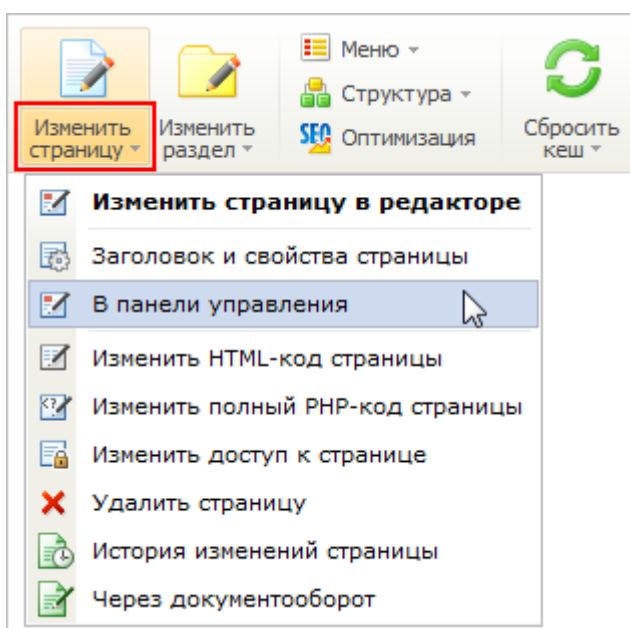 Изменить
страницу
Изменить
раздел
Меню
Структура
SEO Оптимизация
Сбросить
кеш
Изменить страницу в редакторе
Заголовок и свойства страницы
В панели управления
Изменить HTML-код страницы
Изменить полный PHP-код страницы
Изменить доступ к странице
Удалить страницу
История изменений страницы
Через документооборот